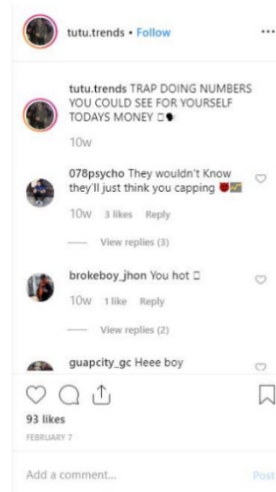 tutu.trends • Follow
tutu.trends TRAP DOING NUMBERS
YOU COULD SEE FOR YOURSELF
TODAYS MONEY
10w
078psycho They wouldn't Know
they'll just think you capping
10w 3 likes Reply
View replies (3)
brokeboy_jhon You hot
10w 1 like Reply
View replies (2)
guapcity_gc Heee boy
93 likes
FEBRUARY 7
Add a comment... Post